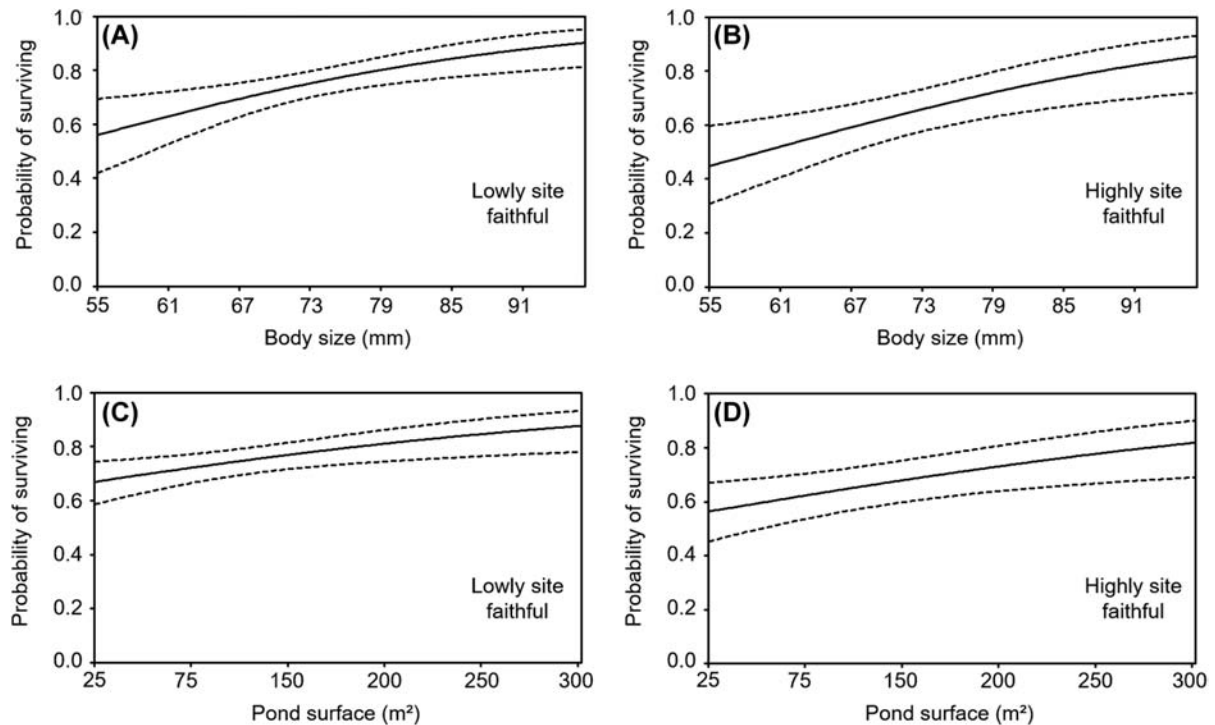 (A)
Probability of surviving
1.0
0.8
0.6
0.4
0.2
0.0
Lowly site
faithful
55 61 67 73 79 85 91
Body size (mm)
(B)
Probability of surviving
1.0
0.8
0.6
0.4
0.2
0.0
Highly site
faithful
55 61 67 73 79 85 91
Body size (mm)
(C)
Probability of surviving
1.0
0.8
0.6
0.4
0.2
0.0
Lowly site
faithful
25 75 150 200 250 300
Pond surface (m²)
(D)
Probability of surviving
1.0
0.8
0.6
0.4
0.2
0.0
Highly site
faithful
25 75 150 200 250 300
Pond surface (m²)